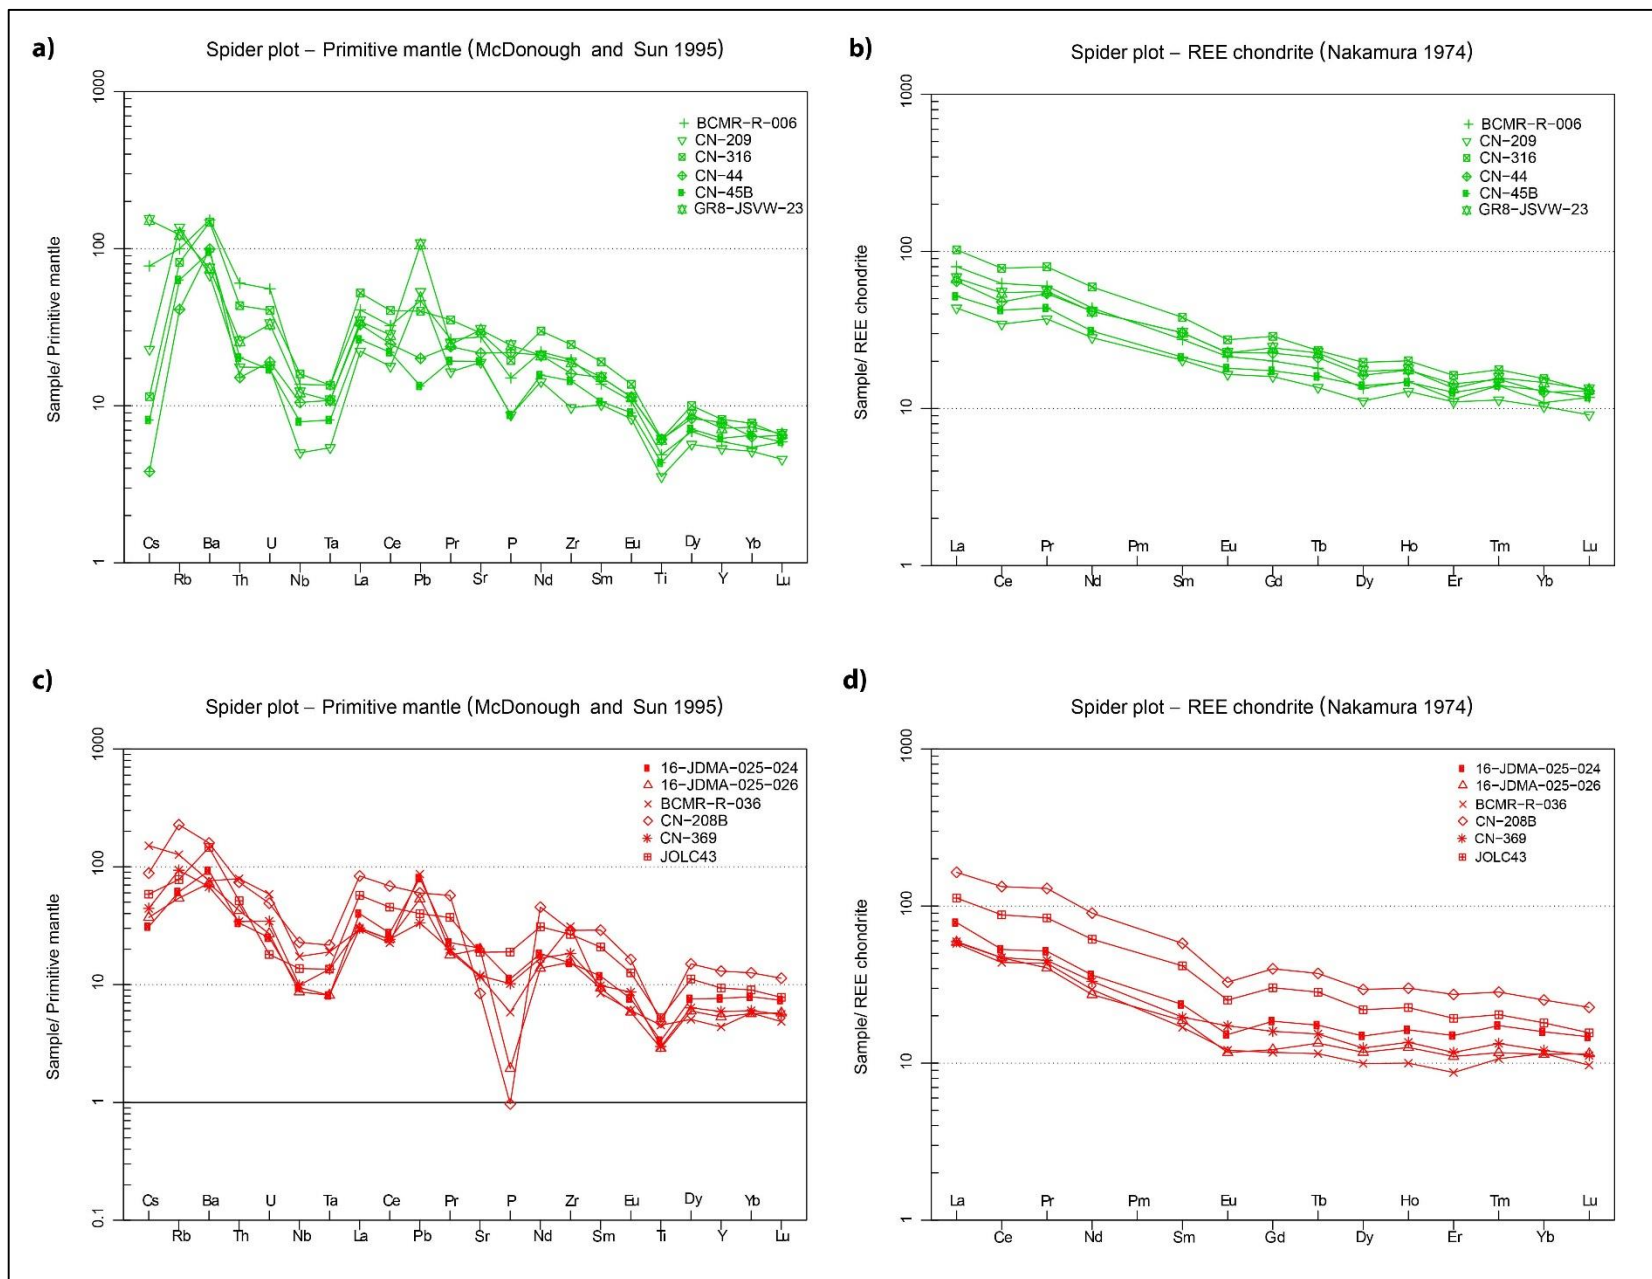 a)
Spider plot – Primitive mantle (McDonough and Sun 1995)
Sample/ Primitive mantle
1000
100
10
1
BCMR-R-006
CN-209
CN-316
CN-44
CN-45B
GR8-JSVW-23
Cs Ba U Ta Ce Pr P Zr Eu Dy Yb
Rb Th Nb La Pb Sr Nd Sm Ti Y Lu
b)
Spider plot – REE chondrite (Nakamura 1974)
Sample/ REE chondrite
1000
100
10
1
BCMR-R-006
CN-209
CN-316
CN-44
CN-45B
GR8-JSVW-23
La Pr Pm Eu Tb Ho Tm Lu
Ce Nd Sm Gd Dy Er Yb
c)
Spider plot – Primitive mantle (McDonough and Sun 1995)
Sample/ Primitive mantle
1000
100
10
1
0.1
16-JDMA-025-024
16-JDMA-025-026
BCMR-R-036
CN-208B
CN-369
JOLC43
Cs Ba U Ta Ce Pr P Zr Eu Dy Yb
Rb Th Nb La Pb Sr Nd Sm Ti Y Lu
d)
Spider plot – REE chondrite (Nakamura 1974)
Sample/ REE chondrite
1000
100
10
1
16-JDMA-025-024
16-JDMA-025-026
BCMR-R-036
CN-208B
CN-369
JOLC43
La Pr Pm Eu Tb Ho Tm Lu
Ce Nd Sm Gd Dy Er Yb